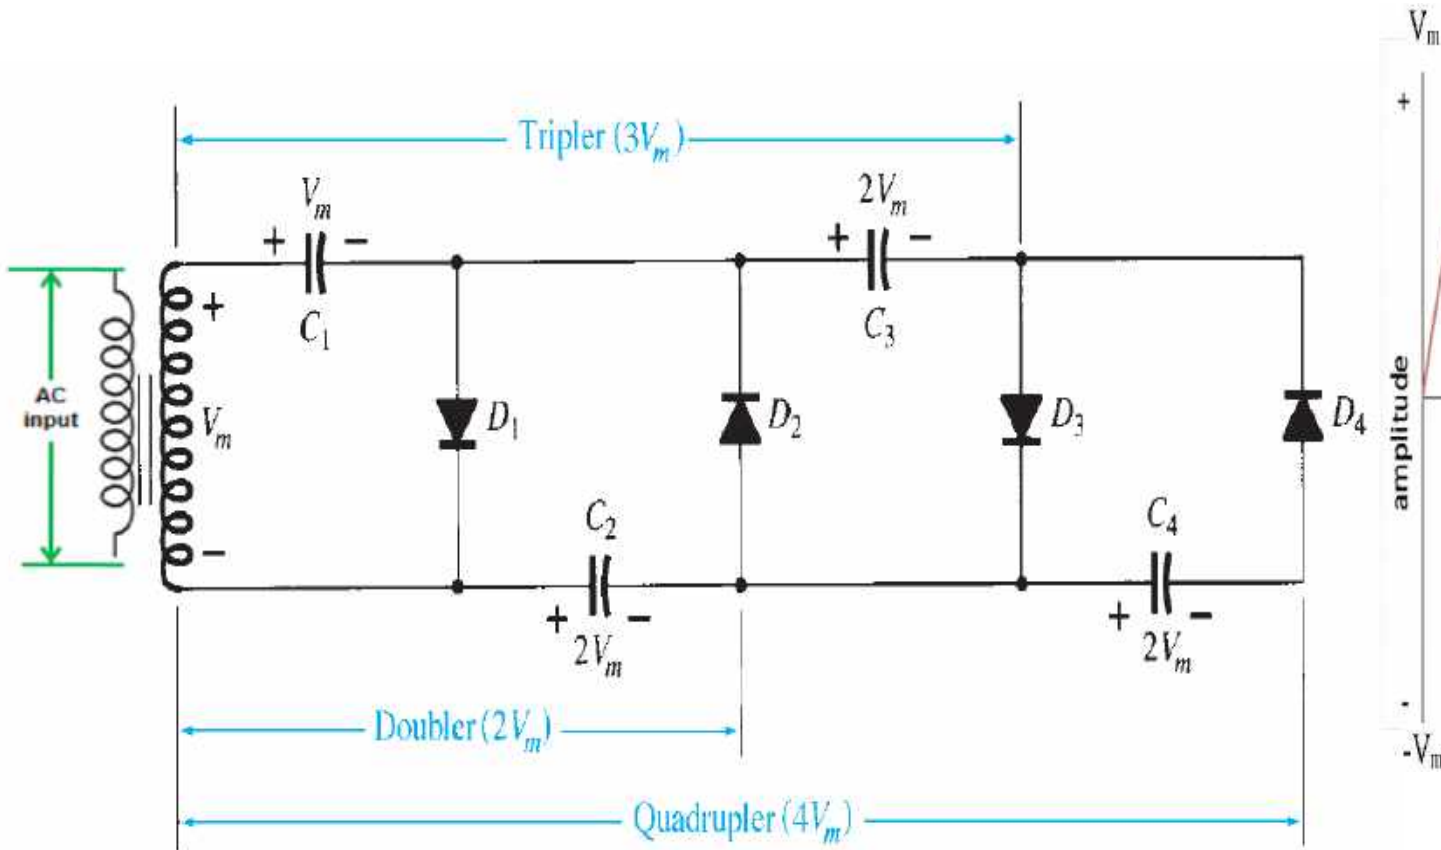 Vm
+
Tripler (3Vm)
Vm
2Vm
+ -
+ -
C1
C3
AC
input
+
Vm
-
D1
D2
D3
D4
amplitude
C2
C4
+ -
2Vm
+ -
2Vm
-
-Vm
Doubler (2Vm)
Quadrupler (4Vm)